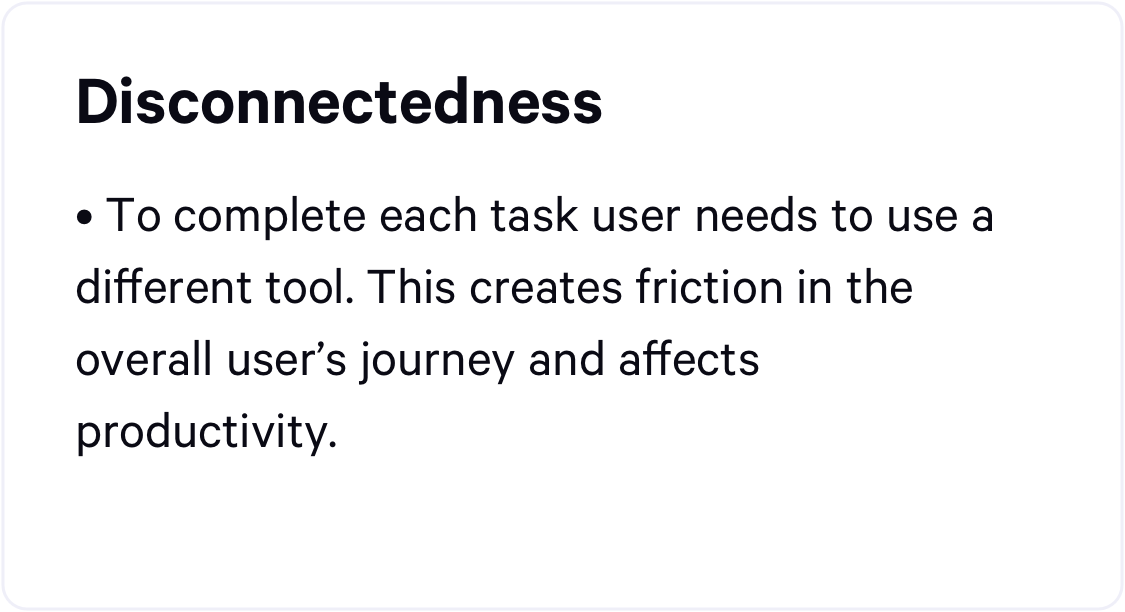 Disconnectedness
• To complete each task user needs to use a
different tool. This creates friction in the
overall user’s journey and affects
productivity.